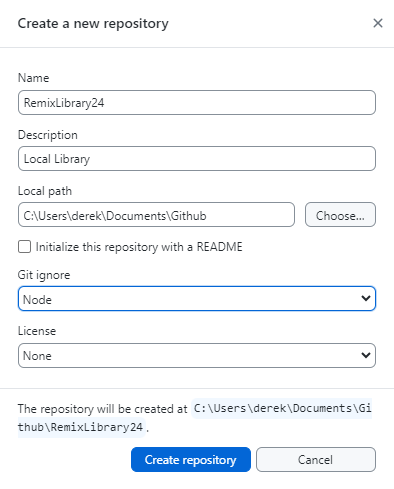 Create a new repository
Name
RemixLibrary24
Description
Local Library
Local path
C:\Users\derek\Documents\Github
Choose...
Initialize this repository with a README
Git ignore
Node
License
None
The repository will be created at C:\Users\derek\Documents\Gi
thub\RemixLibrary24.
Create repository
Cancel